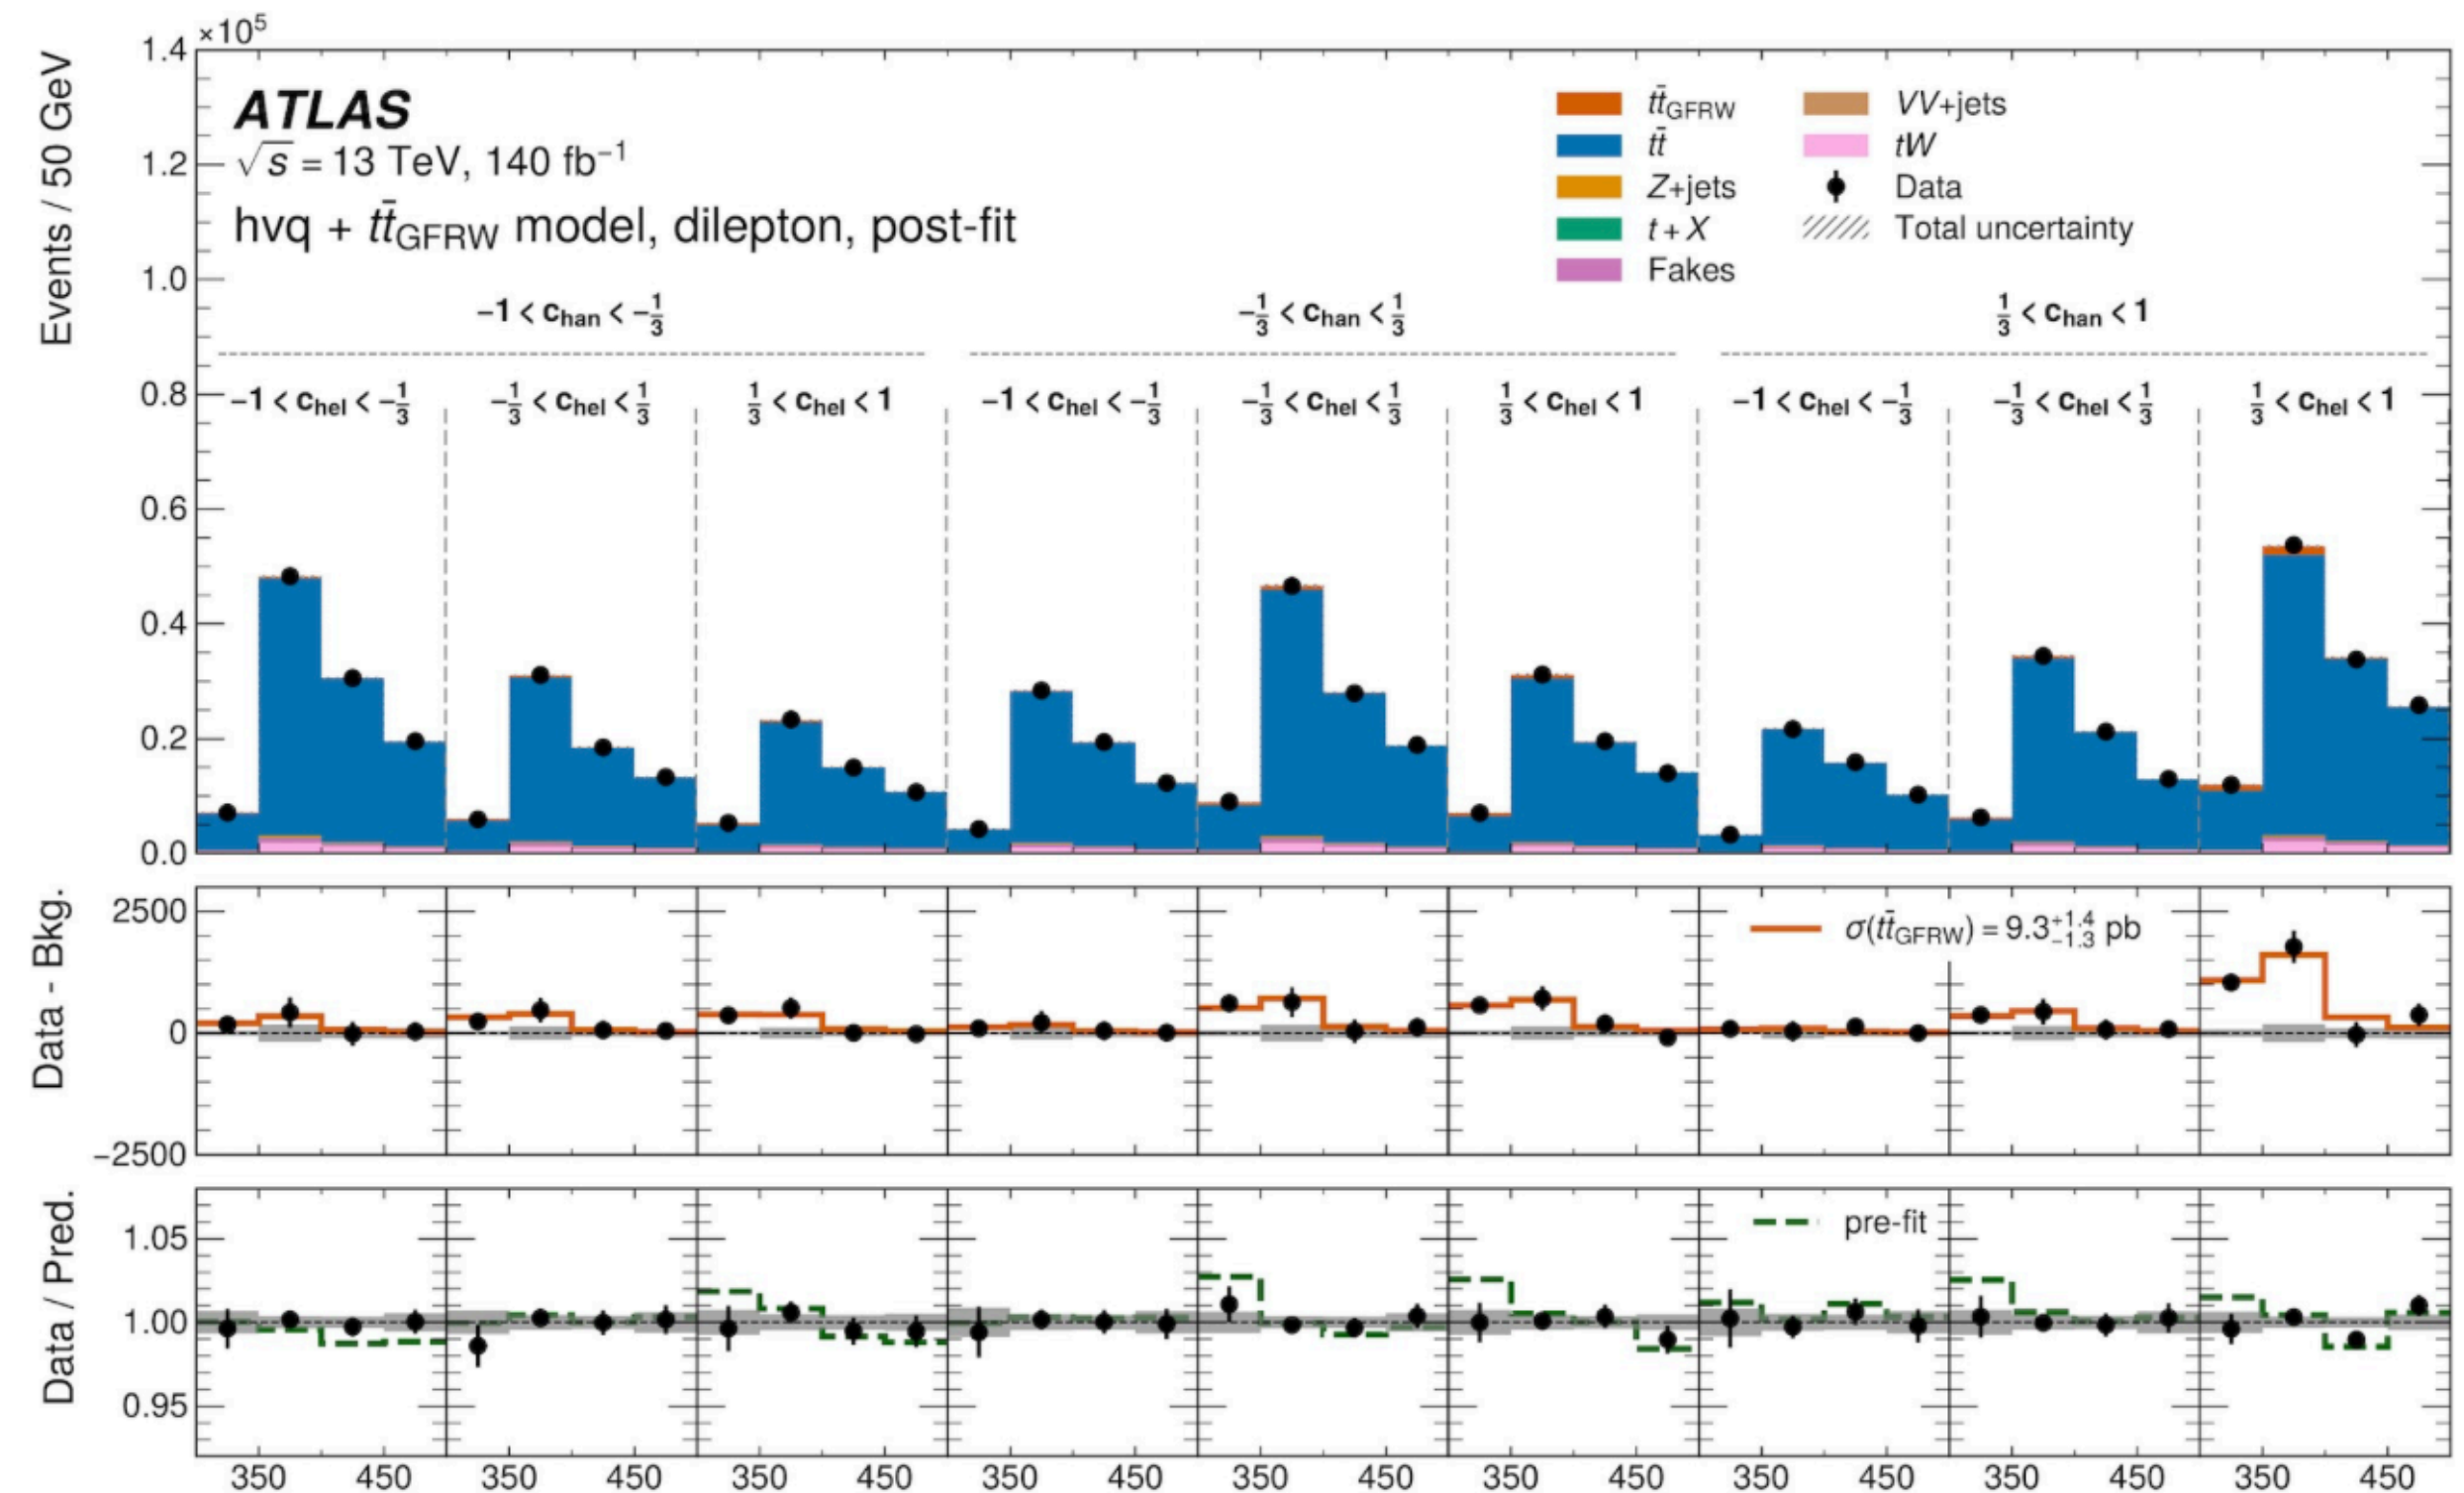 ×10⁵
Events / 50 GeV
1.4
1.2
1.0
0.8
0.6
0.4
0.2
0.0
ATLAS
√s = 13 TeV, 140 fb⁻¹
hvq + tt̄GFRW model, dilepton, post-fit
tt̄GFRW
tt̄
Z+jets
t + X
Fakes
VV+jets
tW
Data
Total uncertainty
−1 < chan < −1/3
−1/3 < chan < 1/3
1/3 < chan < 1
−1 < chel < −1/3
−1/3 < chel < 1/3
1/3 < chel < 1
−1 < chel < −1/3
−1/3 < chel < 1/3
1/3 < chel < 1
−1 < chel < −1/3
−1/3 < chel < 1/3
1/3 < chel < 1
Data - Bkg.
2500
0
−2500
σ(tt̄GFRW) = 9.3 +1.4 −1.3 pb
Data / Pred.
1.05
1.00
0.95
pre-fit
350 450 350 450 350 450 350 450 350 450 350 450 350 450 350 450 350 450